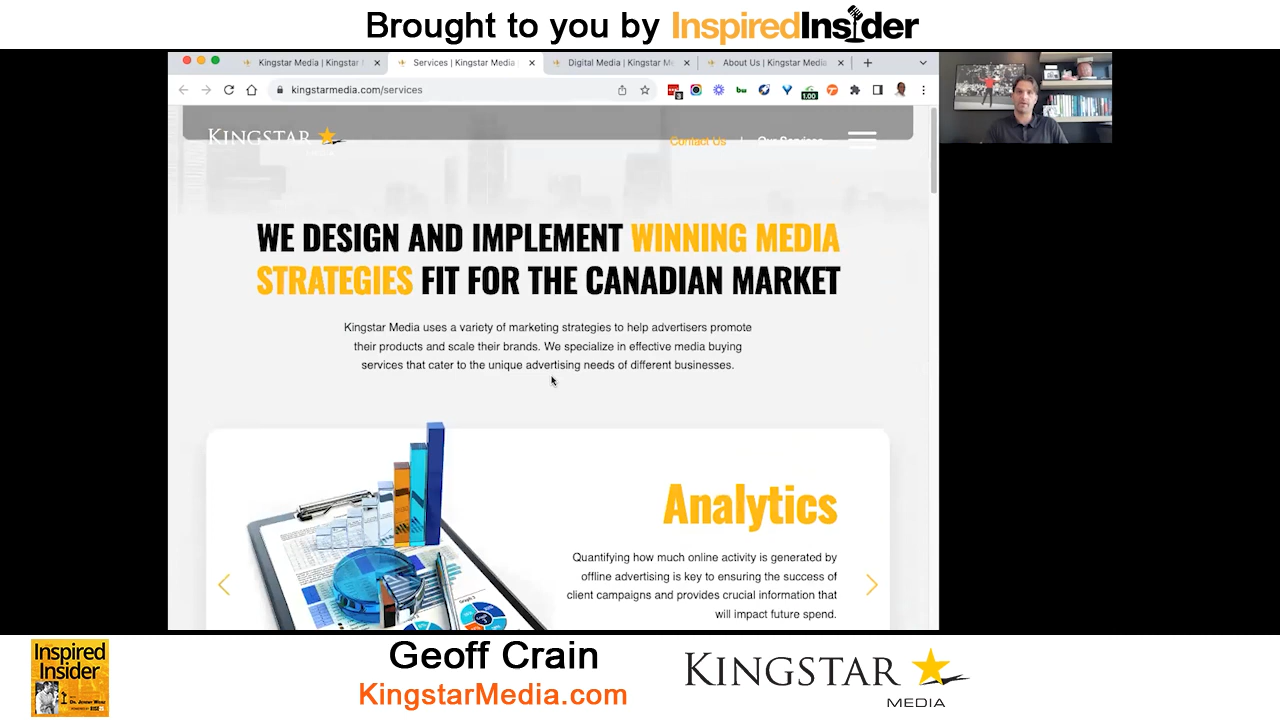 Brought to you by InspiredInsider
Kingstar Media | Kingstar
Services | Kingstar Media
Digital Media | Kingstar Me
About Us | Kingstar Media
kingstarmedia.com/services
1.00
KINGSTAR
Contact Us | Our Services
WE DESIGN AND IMPLEMENT WINNING MEDIA
STRATEGIES FIT FOR THE CANADIAN MARKET
Kingstar Media uses a variety of marketing strategies to help advertisers promote
their products and scale their brands. We specialize in effective media buying
services that cater to the unique advertising needs of different businesses.
Analytics
Quantifying how much online activity is generated by
offline advertising is key to ensuring the success of
client campaigns and provides crucial information that
will impact future spend.
Inspired
Insider
Geoff Crain
KingstarMedia.com
KINGSTAR
MEDIA